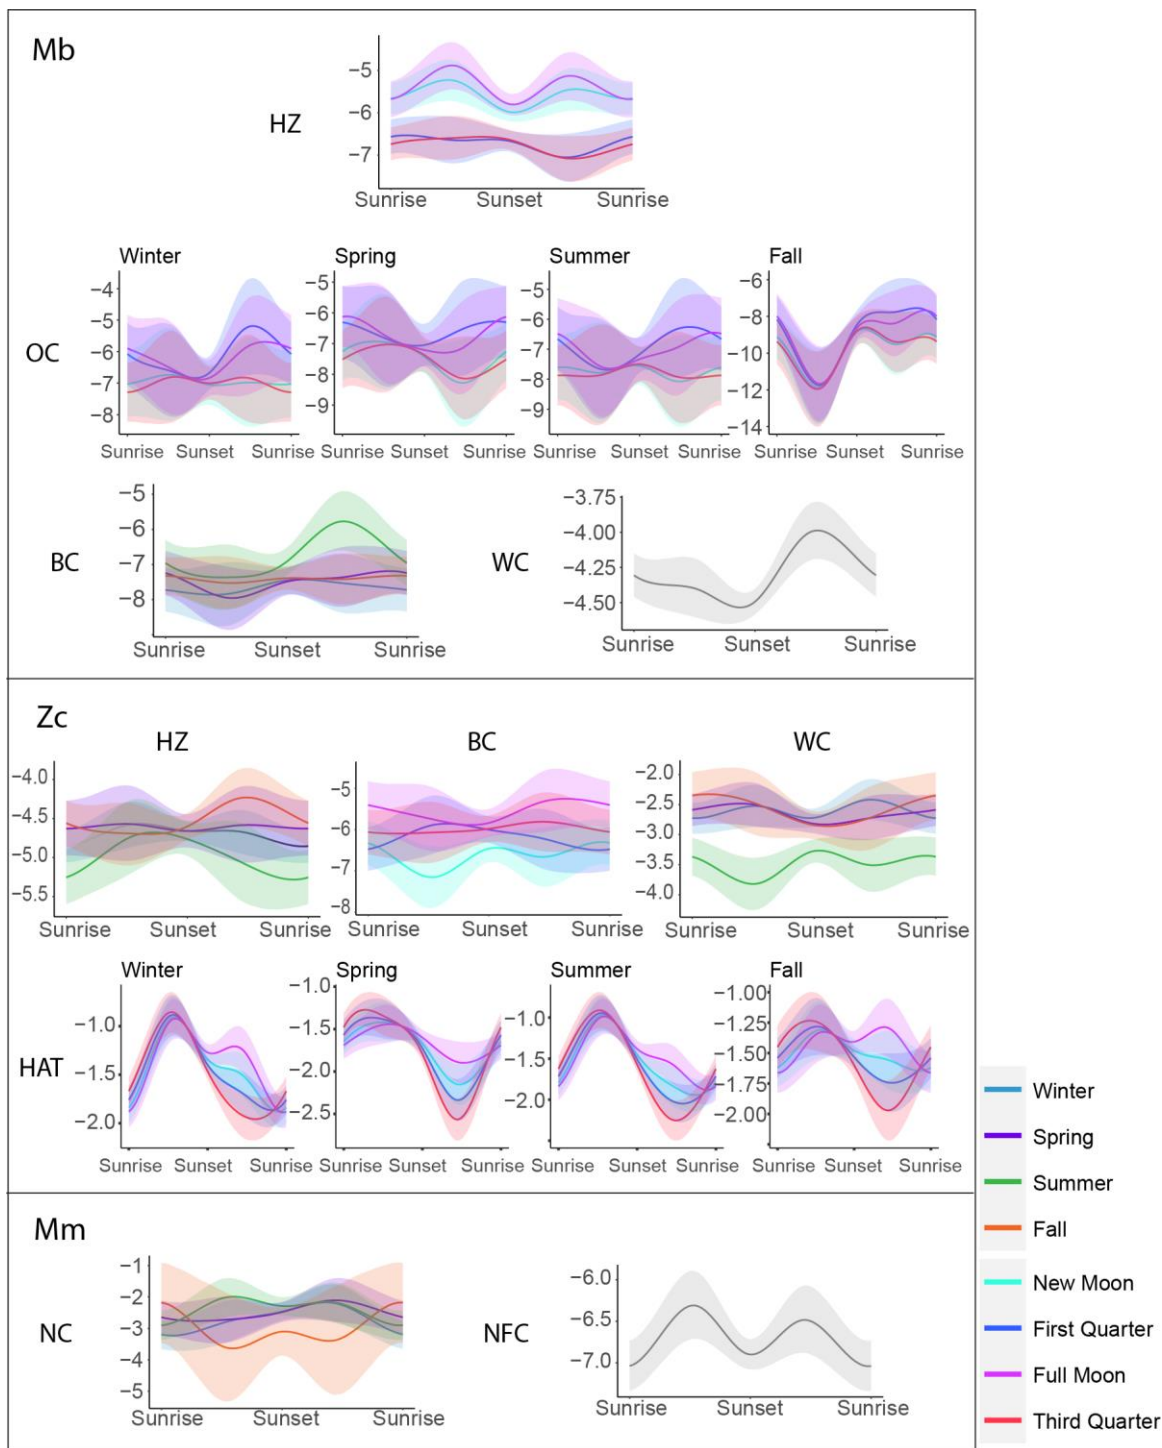 Mb
HZ
−5
−6
−7
Sunrise Sunset Sunrise
OC
Winter
−4
−5
−6
−7
−8
Sunrise Sunset Sunrise
Spring
−5
−6
−7
−8
−9
Sunrise Sunset Sunrise
Summer
−5
−6
−7
−8
−9
Sunrise Sunset Sunrise
Fall
−6
−8
−10
−12
−14
Sunrise Sunset Sunrise
BC
−5
−6
−7
−8
Sunrise Sunset Sunrise
WC
−3.75
−4.00
−4.25
−4.50
Sunrise Sunset Sunrise
Zc
HZ
−4.0
−4.5
−5.0
−5.5
Sunrise Sunset Sunrise
BC
−5
−6
−7
−8
Sunrise Sunset Sunrise
WC
−2.0
−2.5
−3.0
−3.5
−4.0
Sunrise Sunset Sunrise
HAT
Winter
−1.0
−1.5
−2.0
Sunrise Sunset Sunrise
Spring
−1.0
−1.5
−2.0
−2.5
Sunrise Sunset Sunrise
Summer
−1.0
−1.5
−2.0
Sunrise Sunset Sunrise
Fall
−1.00
−1.25
−1.50
−1.75
−2.00
Sunrise Sunset Sunrise
Mm
NC
−1
−2
−3
−4
−5
Sunrise Sunset Sunrise
NFC
−6.0
−6.5
−7.0
Sunrise Sunset Sunrise
Winter
Spring
Summer
Fall
New Moon
First Quarter
Full Moon
Third Quarter